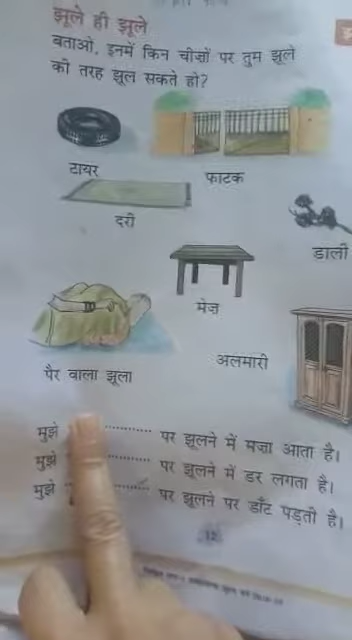 झूले ही झूले
बताओ, इनमें किन चीज़ों पर तुम झूले
की तरह झूल सकते हो?
टायर
फाटक
दरी
डाली
मेज़
पैर वाला झूला
अलमारी
मुझे ............ पर झूलने में मज़ा आता है।
मुझे ............ पर झूलने में डर लगता है।
मुझे ............ पर झूलने पर डाँट पड़ती है।
12